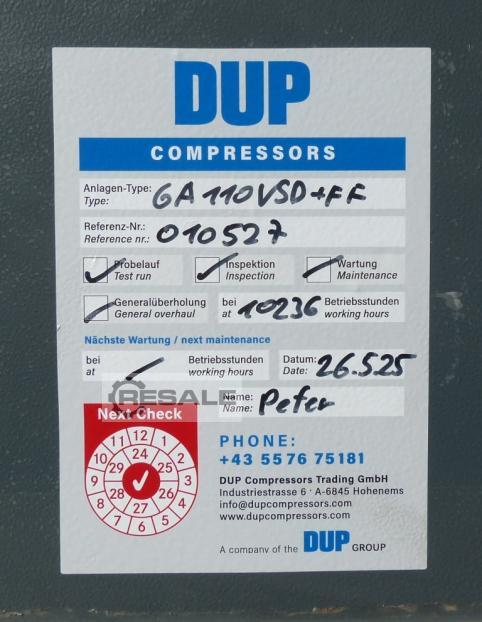 DUP
COMPRESSORS
Anlagen-Type: GA110VSD+FF
Type:
Referenz-Nr.: 010527
Reference nr.:
Probelauf Inspektion Wartung
Test run Inspection Maintenance
Generalüberholung bei 10236 Betriebsstunden
General overhaul at working hours
Nächste Wartung / next maintenance
bei Betriebsstunden Datum: 26.5.25
at working hours Date:
RESALE
Name: Peter
Name:
Next Check
12 1 2 3 4 5 6 7 8 9 10 11
24 25 26 27 28 29
PHONE:
+43 5576 75181
DUP Compressors Trading GmbH
Industriestrasse 6 · A-6845 Hohenems
info@dupcompressors.com
www.dupcompressors.com
A company of the DUP GROUP